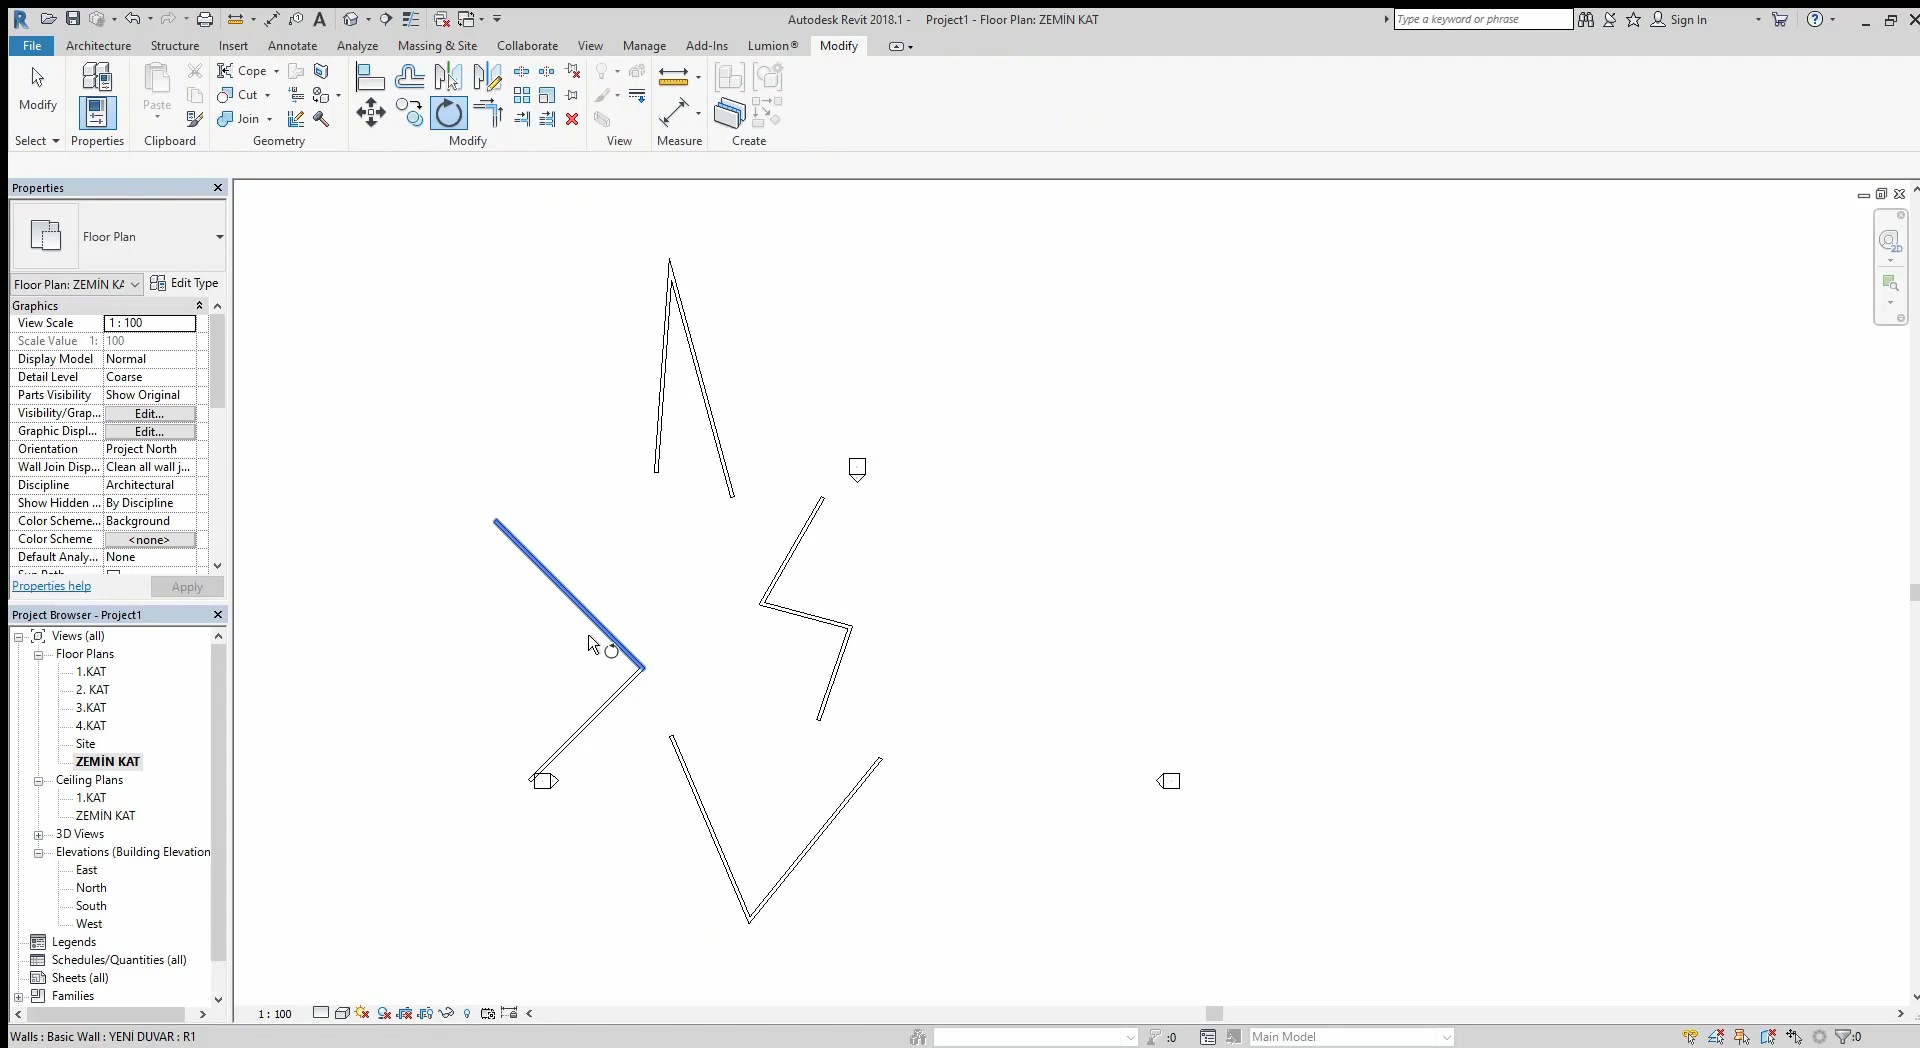 Autodesk Revit 2018.1 - Project1 - Floor Plan: ZEMİN KAT
Type a keyword or phrase
Sign In
File Architecture Structure Insert Annotate Analyze Massing & Site Collaborate View Manage Add-Ins Lumion® Modify
Modify
Paste
Cope
Cut
Join
Select Properties Clipboard Geometry Modify View Measure Create
Properties
Floor Plan
Floor Plan: ZEMİN KA Edit Type
Graphics
View Scale 1 : 100
Scale Value 1: 100
Display Model Normal
Detail Level Coarse
Parts Visibility Show Original
Visibility/Grap... Edit...
Graphic Displ... Edit...
Orientation Project North
Wall Join Disp... Clean all wall j...
Discipline Architectural
Show Hidden ... By Discipline
Color Scheme... Background
Color Scheme <none>
Default Analy... None
Properties help Apply
Project Browser - Project1
Views (all)
Floor Plans
1.KAT
2. KAT
3.KAT
4.KAT
Site
ZEMİN KAT
Ceiling Plans
1.KAT
ZEMİN KAT
3D Views
Elevations (Building Elevation
East
North
South
West
Legends
Schedules/Quantities (all)
Sheets (all)
Families
2D
1 : 100
Walls : Basic Wall : YENİ DUVAR : R1
:0
Main Model
:0